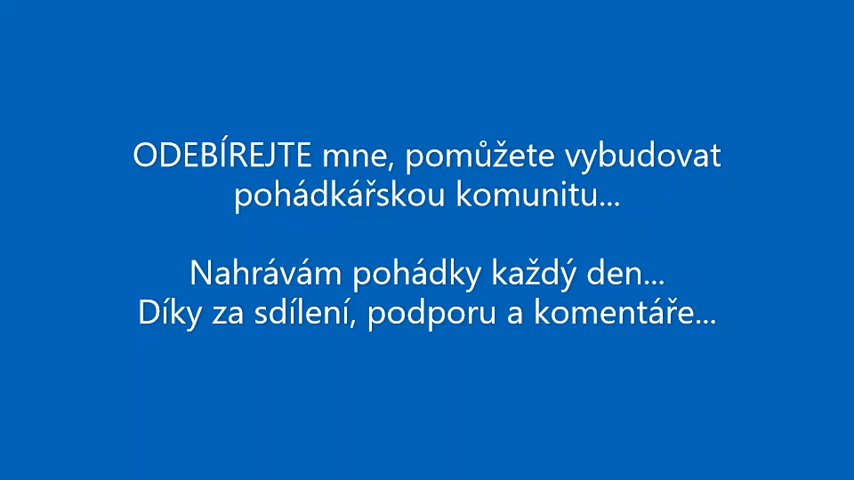 ODEBÍREJTE mne, pomůžete vybudovat
pohádkářskou komunitu...
Nahrávám pohádky každý den...
Díky za sdílení, podporu a komentáře...